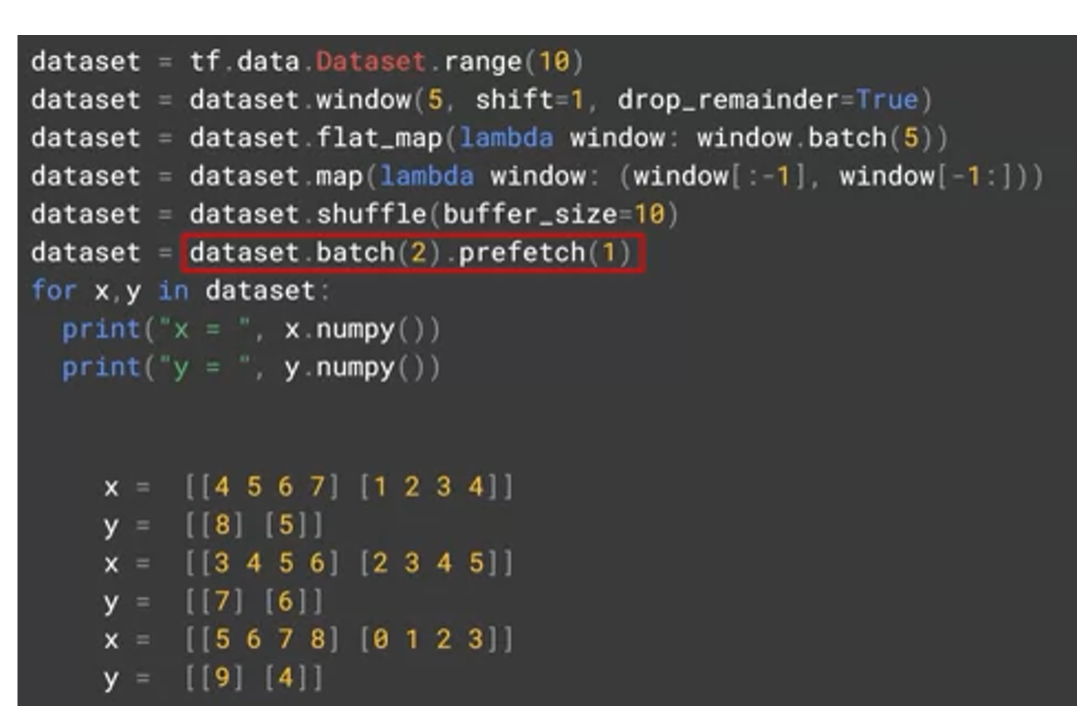 dataset = tf.data.Dataset.range(10)
dataset = dataset.window(5, shift=1, drop_remainder=True)
dataset = dataset.flat_map(lambda window: window.batch(5))
dataset = dataset.map(lambda window: (window[:-1], window[-1:]))
dataset = dataset.shuffle(buffer_size=10)
dataset = dataset.batch(2).prefetch(1)
for x,y in dataset:
  print("x = ", x.numpy())
  print("y = ", y.numpy())
x = [[4 5 6 7] [1 2 3 4]]
y = [[8] [5]]
x = [[3 4 5 6] [2 3 4 5]]
y = [[7] [6]]
x = [[5 6 7 8] [0 1 2 3]]
y = [[9] [4]]